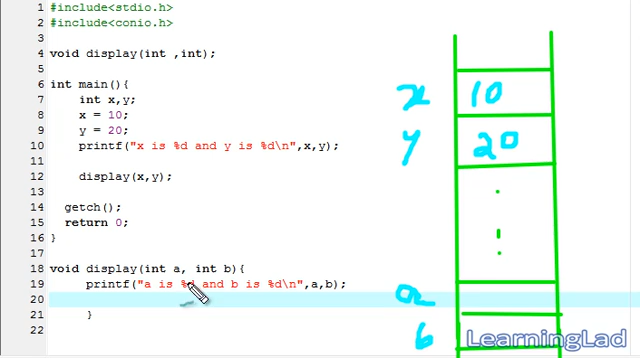 1 #include<stdio.h>
2 #include<conio.h>
3
4 void display(int ,int);
5
6 int main(){
7 int x,y;
8 x = 10;
9 y = 20;
10 printf("x is %d and y is %d\n",x,y);
11
12 display(x,y);
13
14 getch();
15 return 0;
16 }
17
18 void display(int a, int b){
19 printf("a is %d and b is %d\n",a,b);
20
21 }
22
x 10
y 20
a
b
LearningLad